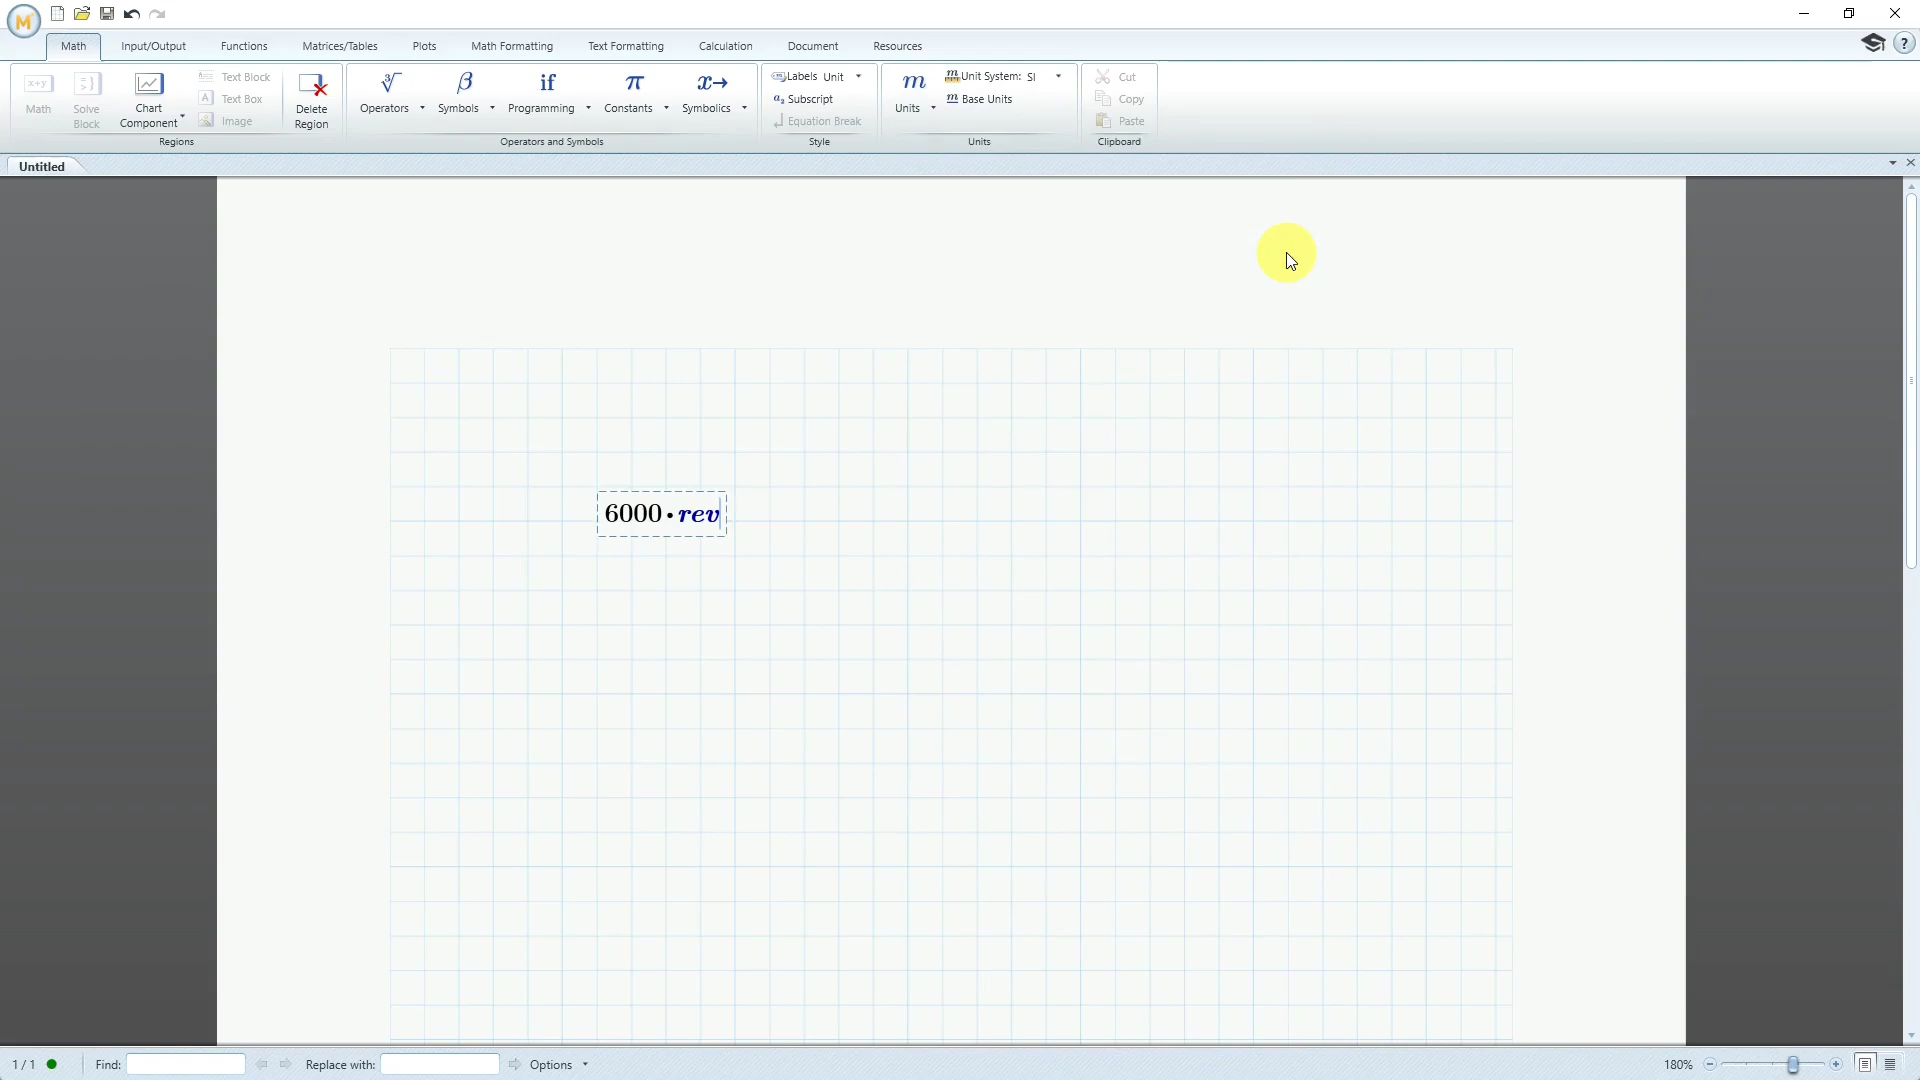 M
Math Input/Output Functions Matrices/Tables Plots Math Formatting Text Formatting Calculation Document Resources ?
x+y Math
Solve Block
Chart Component
Text Block
A Text Box
Image
Delete Region
Regions
Operators
β Symbols
if Programming
π Constants
x→ Symbolics
Operators and Symbols
Labels Unit
a₂ Subscript
Equation Break
Style
m Units
Unit System: SI
m Base Units
Units
Cut
Copy
Paste
Clipboard
Untitled
6000·rev
1 / 1 Find: Replace with: Options 180%